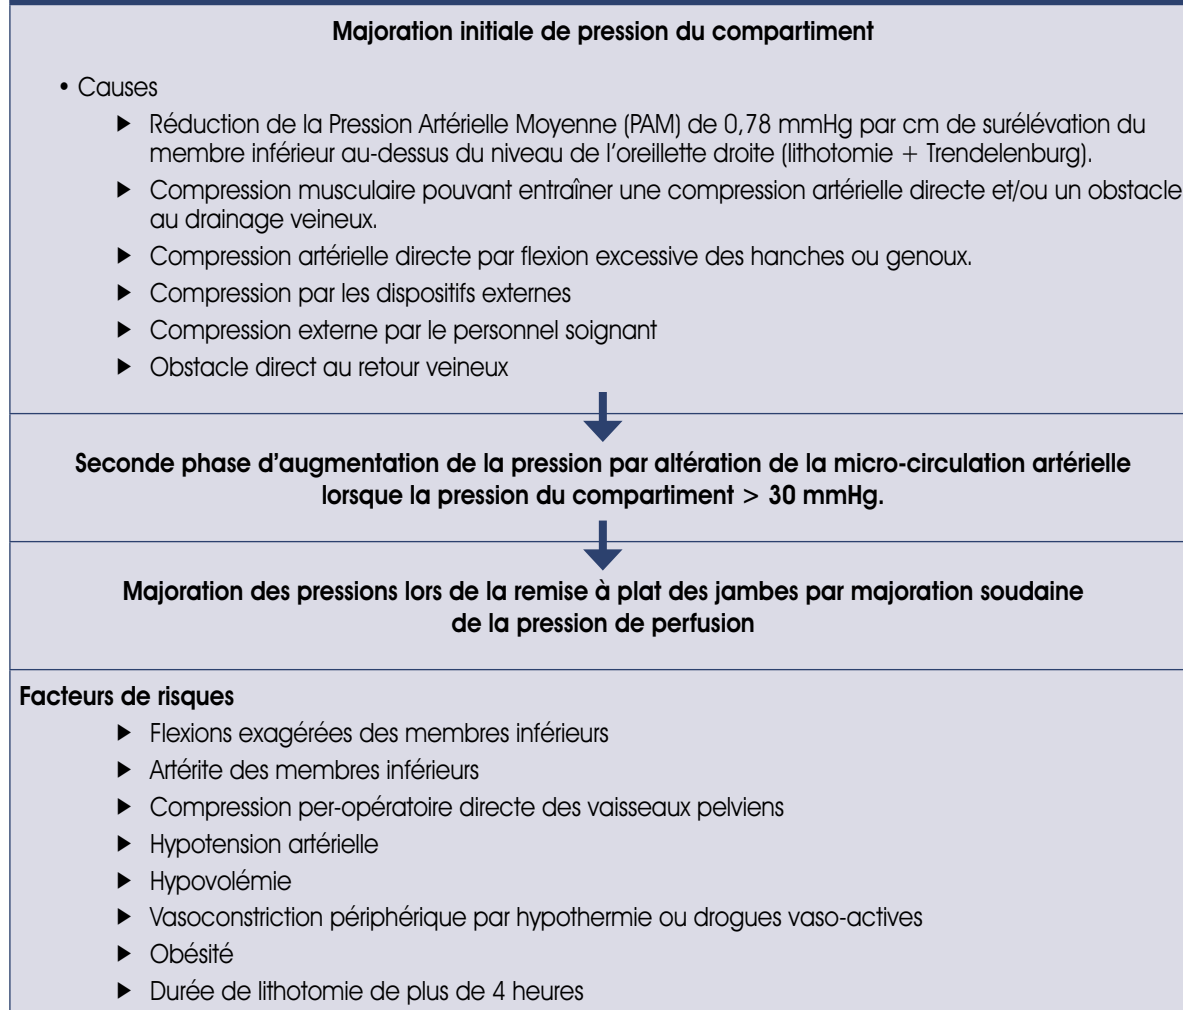 Majoration initiale de pression du compartiment
• Causes
▶ Réduction de la Pression Artérielle Moyenne (PAM) de 0,78 mmHg par cm de surélévation du
membre inférieur au-dessus du niveau de l'oreillette droite (lithotomie + Trendelenburg).
▶ Compression musculaire pouvant entraîner une compression artérielle directe et/ou un obstacle
au drainage veineux.
▶ Compression artérielle directe par flexion excessive des hanches ou genoux.
▶ Compression par les dispositifs externes
▶ Compression externe par le personnel soignant
▶ Obstacle direct au retour veineux
Seconde phase d'augmentation de la pression par altération de la micro-circulation artérielle
lorsque la pression du compartiment > 30 mmHg.
Majoration des pressions lors de la remise à plat des jambes par majoration soudaine
de la pression de perfusion
Facteurs de risques
▶ Flexions exagérées des membres inférieurs
▶ Artérite des membres inférieurs
▶ Compression per-opératoire directe des vaisseaux pelviens
▶ Hypotension artérielle
▶ Hypovolémie
▶ Vasoconstriction périphérique par hypothermie ou drogues vaso-actives
▶ Obésité
▶ Durée de lithotomie de plus de 4 heures